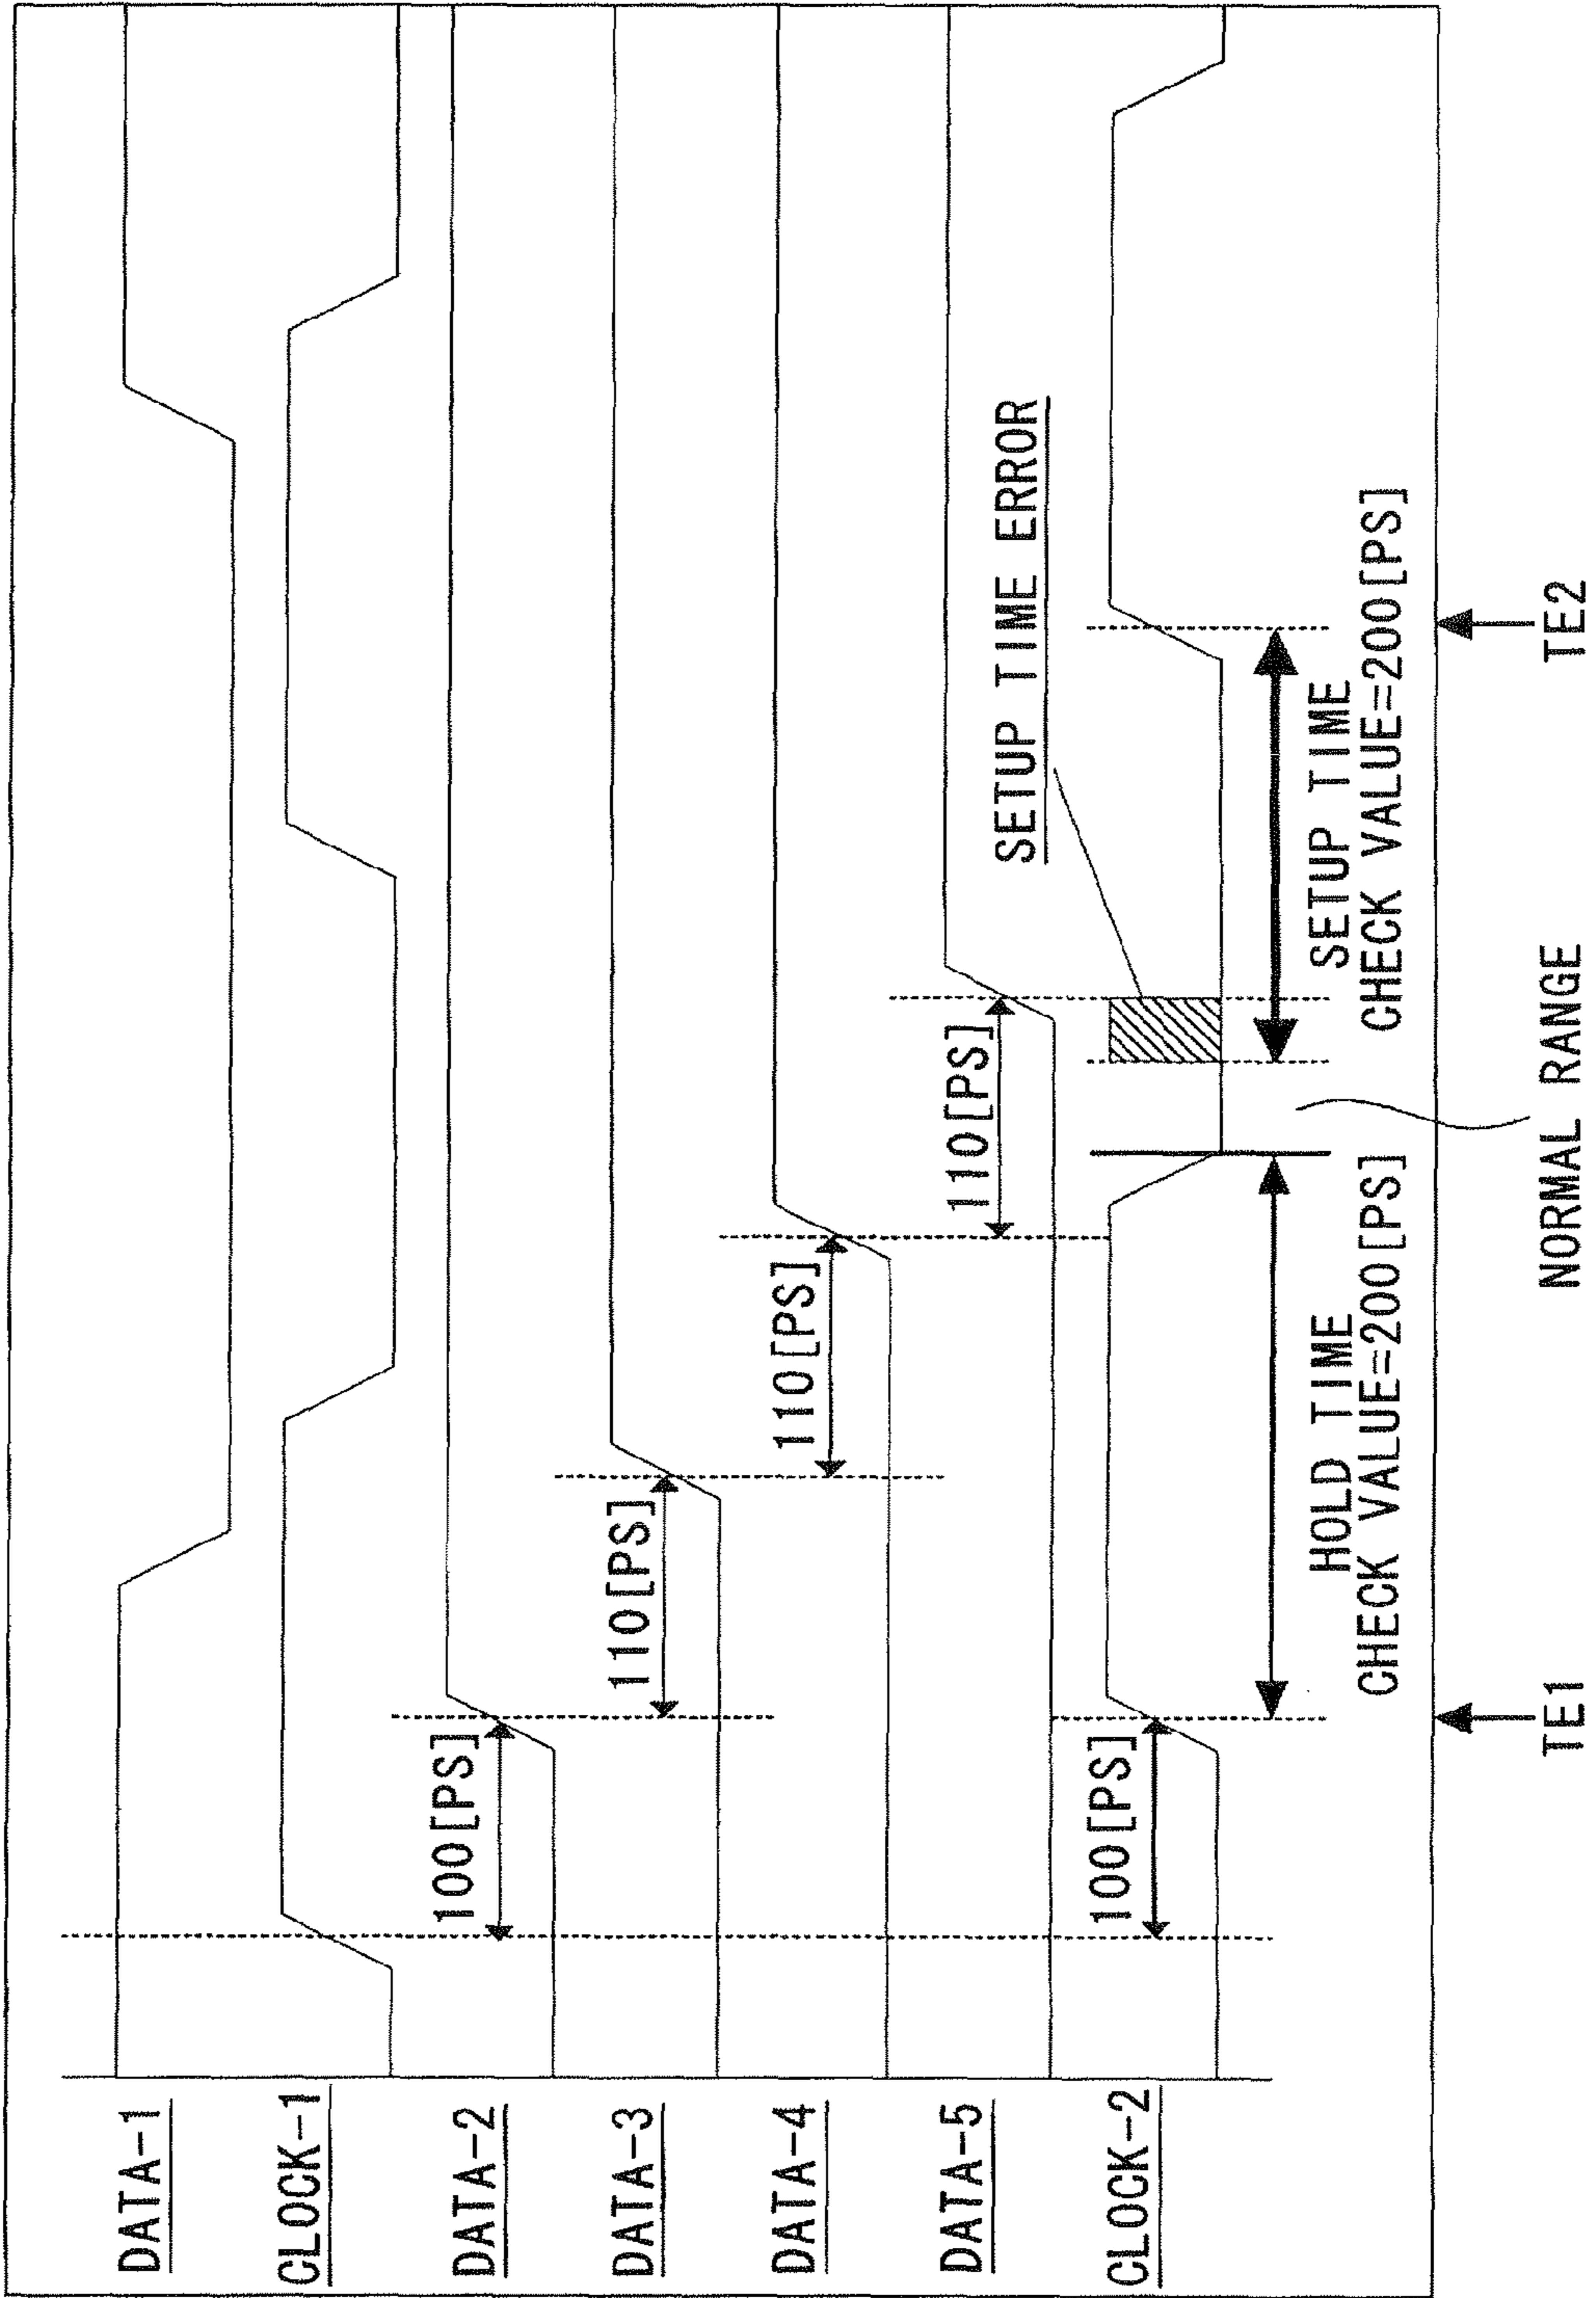 DATA-1
CLOCK-1
DATA-2
100[PS]
DATA-3
110[PS]
DATA-4
110[PS]
DATA-5
110[PS]
SETUP TIME ERROR
CLOCK-2
100[PS]
HOLD TIME
CHECK VALUE=200[PS]
SETUP TIME
CHECK VALUE=200[PS]
TE1
NORMAL RANGE
TE2